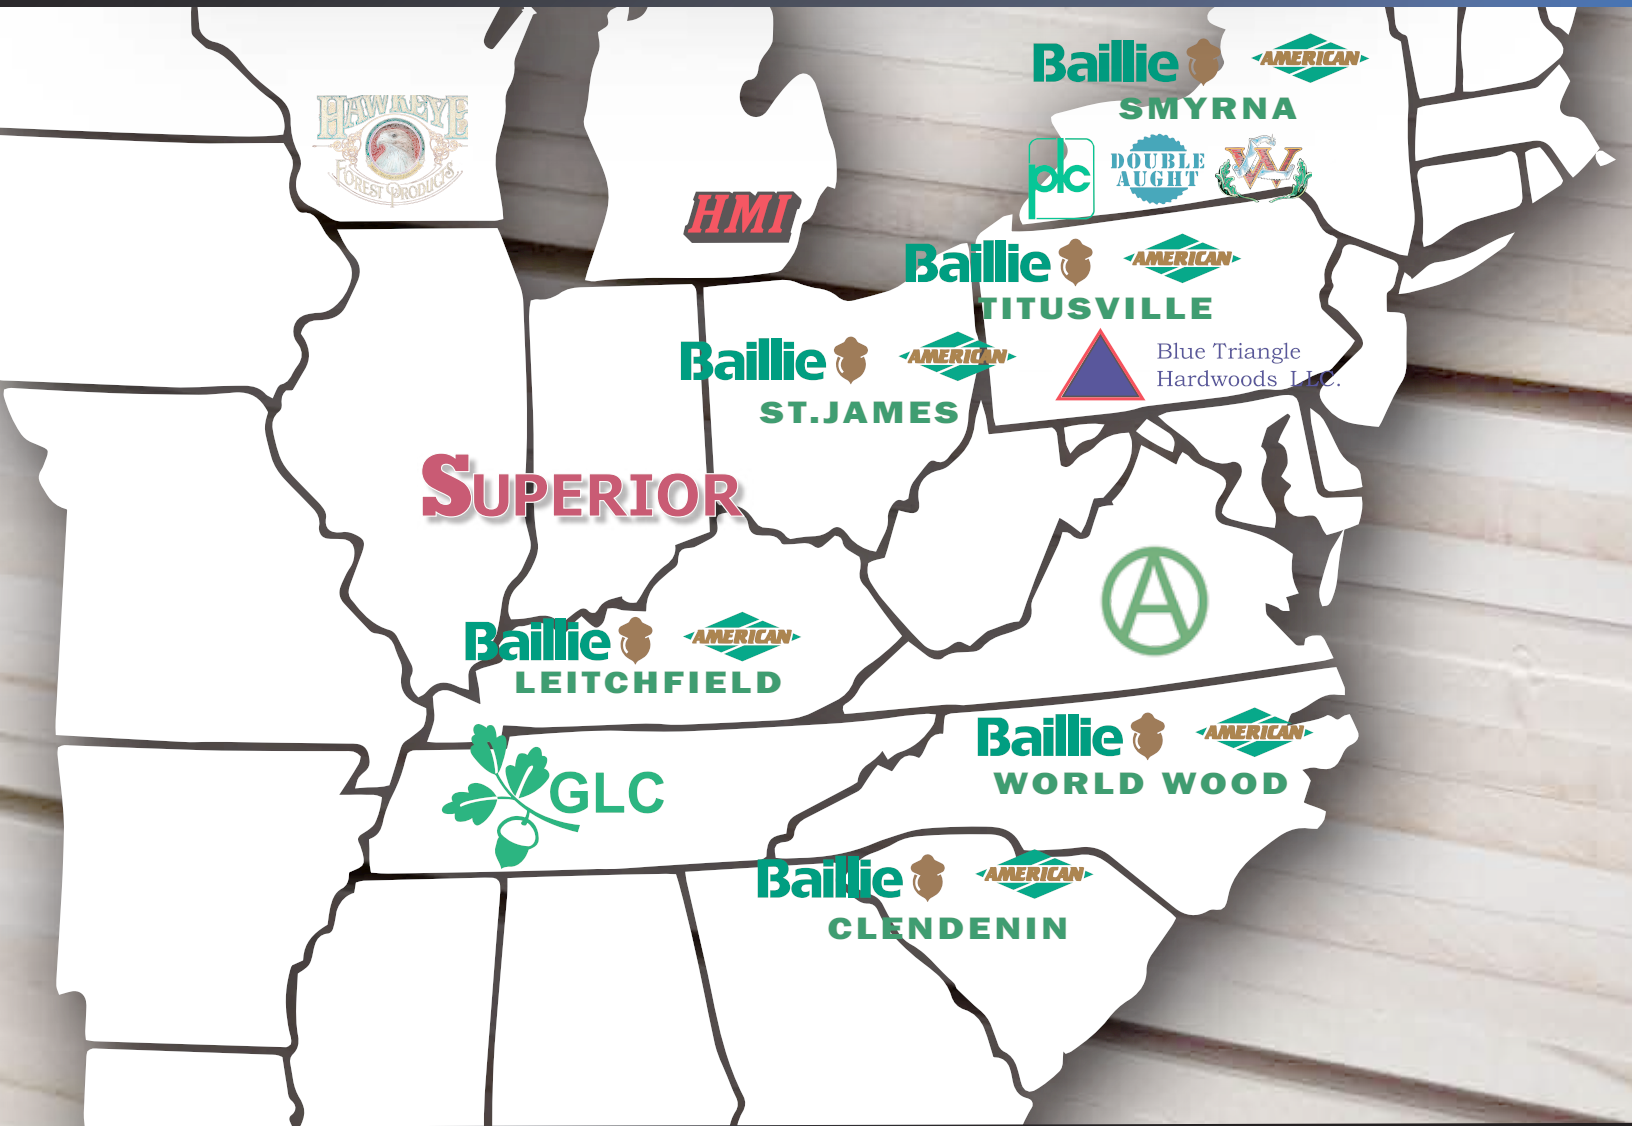 Baillie AMERICAN
SMYRNA
HAWKEYE
FOREST PRODUCTS
plc
DOUBLE
AUGHT
W
HMI
Baillie AMERICAN
TITUSVILLE
Baillie AMERICAN
ST.JAMES
Blue Triangle
Hardwoods LLC.
SUPERIOR
A
Baillie AMERICAN
LEITCHFIELD
Baillie AMERICAN
WORLD WOOD
GLC
Baillie AMERICAN
CLENDENIN